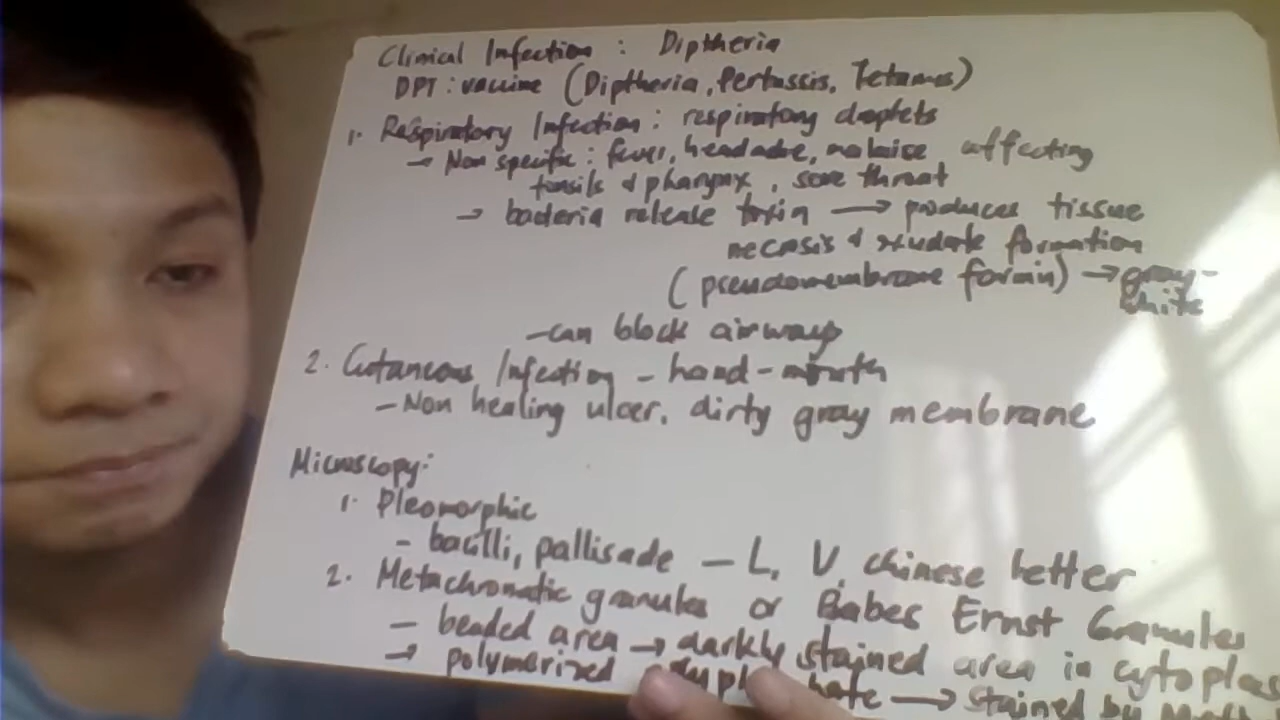 Clinical Infection : Diptheria
DPT : vaccine (Diptheria, Pertussis, Tetanus)
1. Respiratory Infection : respiratory droplets
→ Non specific : fever, headache, malaise affecting
tonsils & pharynx, sore throat
→ bacteria release toxin → produces tissue
necrosis & exudate formation
(pseudomembrane formin) → gray-
white
-can block airways
2. Cutaneous Infection - hand-mouth
-Non healing ulcer, dirty gray membrane
Microscopy:
1. Pleomorphic
- bacilli, pallisade - L, V, chinese letter
2. Metachromatic granules or Babes Ernst Granules
- beaded area → darkly stained area in cytoplas
→ polymerized → stained by